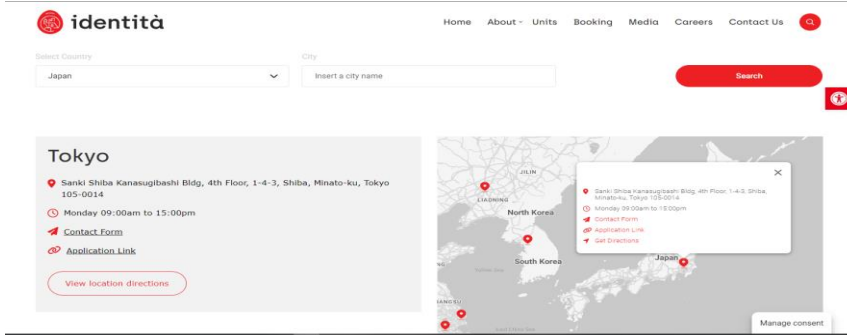 identità
Home About Units Booking Media Careers Contact Us
Select Country
City
Japan
Insert a city name
Search
Tokyo
Sanki Shiba Kanasugibashi Bldg, 4th Floor, 1-4-3, Shiba, Minato-ku, Tokyo
105-0014
Monday 09:00am to 15:00pm
Contact Form
Application Link
View location directions
JILIN
LIAONING
North Korea
South Korea
Japan
JIANGSU
Sanki Shiba Kanasugibashi Bldg, 4th Floor, 1-4-3, Shiba,
Minato-ku, Tokyo 105-0014
Monday 09:00am to 15:00pm
Contact Form
Application Link
Get Directions
Manage consent